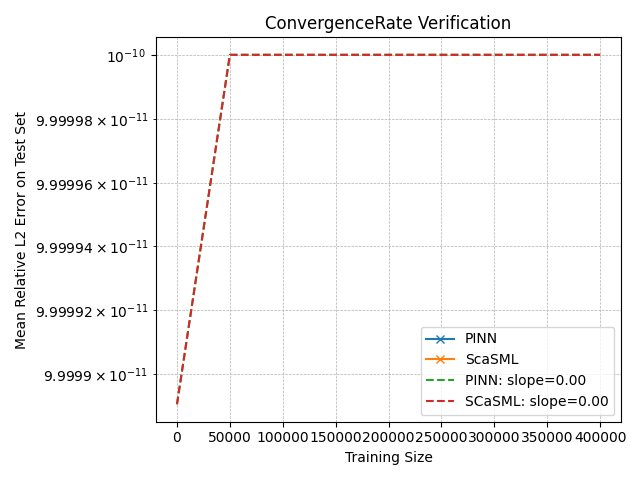 ConvergenceRate Verification
Mean Relative L2 Error on Test Set
10⁻¹⁰
9.99998 × 10⁻¹¹
9.99996 × 10⁻¹¹
9.99994 × 10⁻¹¹
9.99992 × 10⁻¹¹
9.9999 × 10⁻¹¹
PINN
ScaSML
PINN: slope=0.00
SCaSML: slope=0.00
0 50000 100000 150000 200000 250000 300000 350000 400000
Training Size